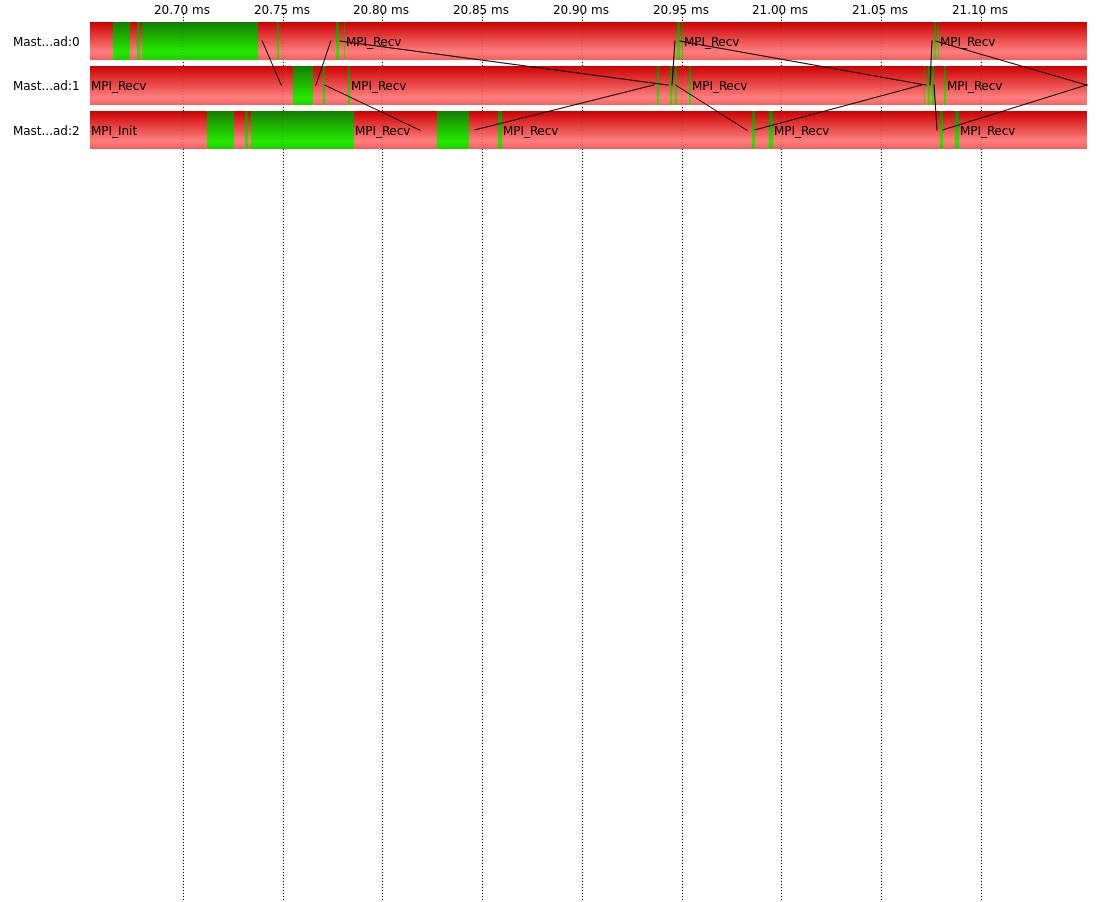 20.70 ms 20.75 ms 20.80 ms 20.85 ms 20.90 ms 20.95 ms 21.00 ms 21.05 ms 21.10 ms
Mast...ad:0 MPI_Recv MPI_Recv MPI_Recv
Mast...ad:1 MPI_Recv MPI_Recv MPI_Recv MPI_Recv
Mast...ad:2 MPI_Init MPI_Recv MPI_Recv MPI_Recv MPI_Recv